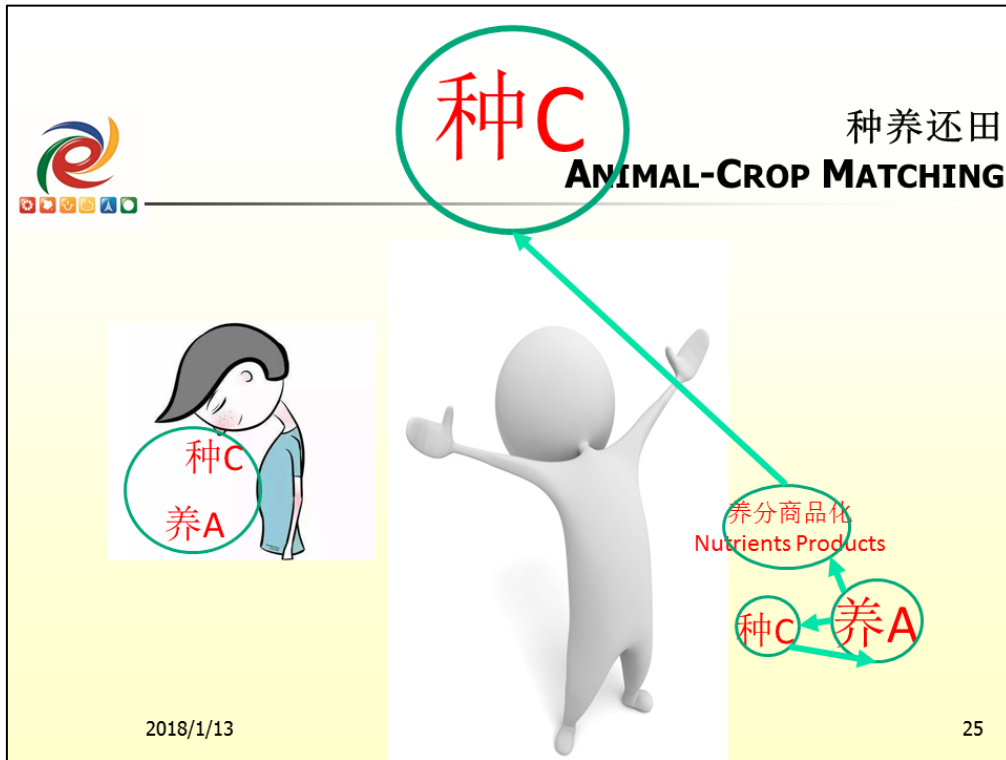 种C
种养还田
ANIMAL-CROP MATCHING
种C
养A
养分商品化
Nutrients Products
种C
养A
2018/1/13
25